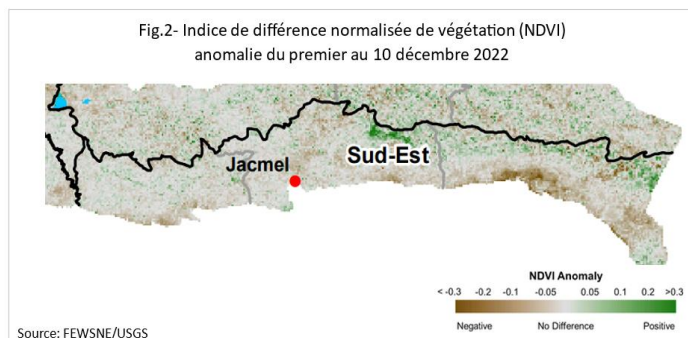 Fig.2- Indice de différence normalisée de végétation (NDVI)
anomalie du premier au 10 décembre 2022
Jacmel
Sud-Est
NDVI Anomaly
< -0.3 -0.2 -0.1 -0.05 0.05 0.1 0.2 >0.3
Negative No Difference Positive
Source: FEWSNE/USGS